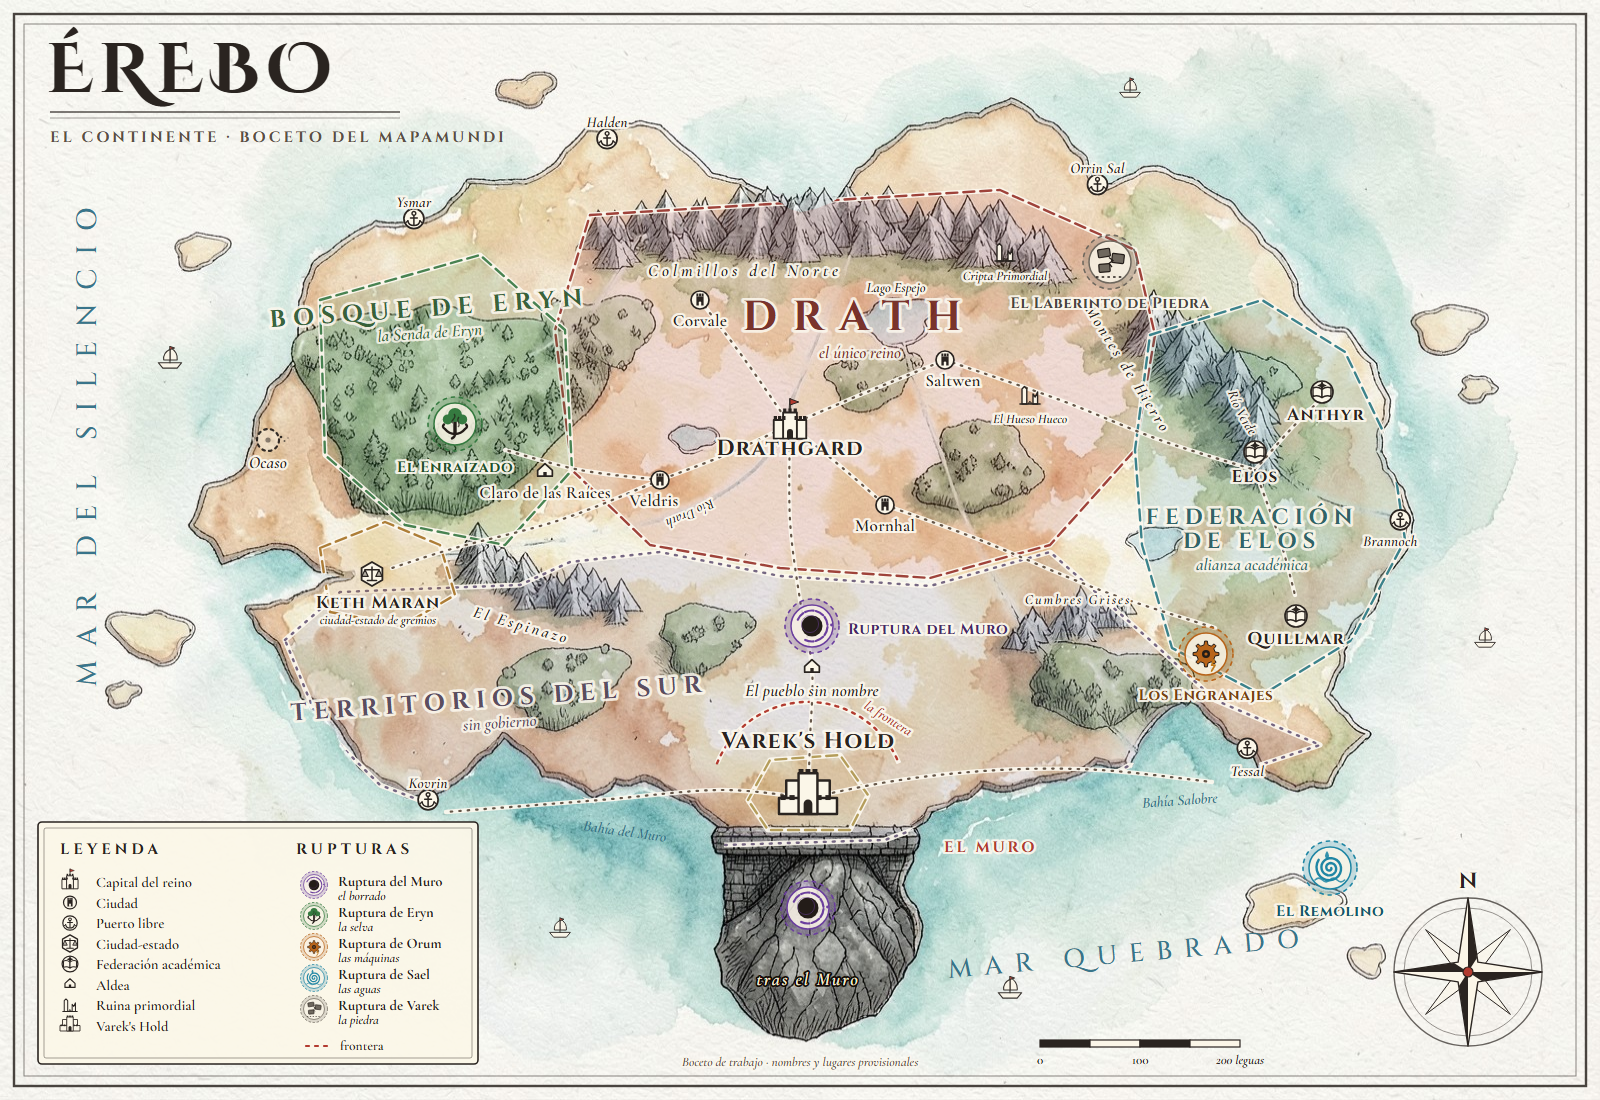 ÉREBO
EL CONTINENTE · BOCETO DEL MAPAMUNDI
MAR DEL SILENCIO
Halden
Ysmar
Orrin Sal
Colmillos del Norte
Cripta Primordial
Lago Espejo
BOSQUE DE ERYN
la Senda de Eryn
Corvale
DRATH
el único reino
EL LABERINTO DE PIEDRA
Montes de Hierro
Saltwen
El Hueso Hueco
Río Verde
ANTHYR
DRATHGARD
Ocaso
EL ENRAIZADO
Claro de las Raíces
Veldris
Río Drath
Mornhal
ELOS
FEDERACIÓN
DE ELOS
alianza académica
Brannoch
KETH MARAN
ciudad-estado de gremios
El Espinazo
Cumbres Grises
RUPTURA DEL MURO
QUILLMAR
TERRITORIOS DEL SUR
sin gobierno
El pueblo sin nombre
la frontera
LOS ENGRANAJES
VAREK'S HOLD
Tessal
Kovrin
Bahía del Muro
Bahía Salobre
EL MURO
tras el Muro
EL REMOLINO
MAR QUEBRADO
N
LEYENDA
Capital del reino
Ciudad
Puerto libre
Ciudad-estado
Federación académica
Aldea
Ruina primordial
Varek's Hold
RUPTURAS
Ruptura del Muro
el borrado
Ruptura de Eryn
la selva
Ruptura de Orum
las máquinas
Ruptura de Sael
las aguas
Ruptura de Varek
la piedra
frontera
Boceto de trabajo · nombres y lugares provisionales
0 100 200 leguas